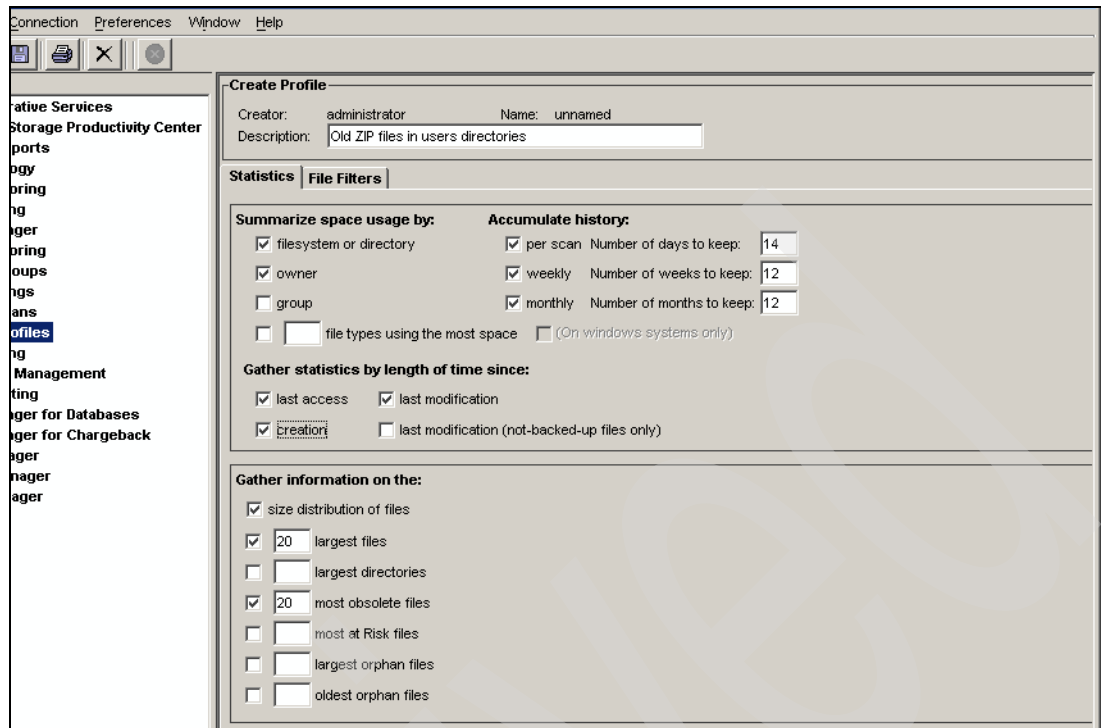 Connection Preferences Window Help
rative Services
Storage Productivity Center
ports
ogy
oring
ng
ger
oring
oups
ngs
ans
ofiles
ng
Management
ting
ger for Databases
ger for Chargeback
ager
nager
ager
Create Profile
Creator: administrator Name: unnamed
Description: Old ZIP files in users directories
Statistics File Filters
Summarize space usage by: Accumulate history:
filesystem or directory per scan Number of days to keep: 14
owner weekly Number of weeks to keep: 12
group monthly Number of months to keep: 12
file types using the most space (On windows systems only)
Gather statistics by length of time since:
last access last modification
creation last modification (not-backed-up files only)
Gather information on the:
size distribution of files
20 largest files
largest directories
20 most obsolete files
most at Risk files
largest orphan files
oldest orphan files